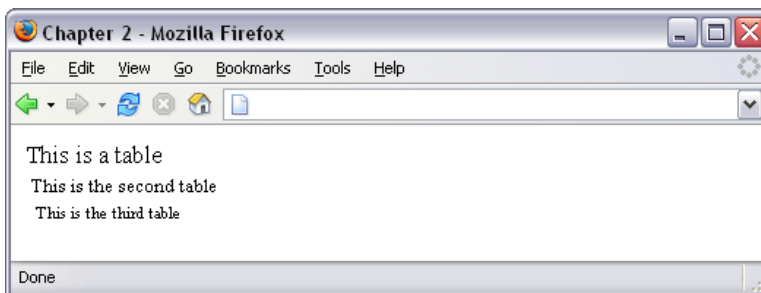 Chapter 2 - Mozilla Firefox
File Edit View Go Bookmarks Tools Help
This is a table
This is the second table
This is the third table
Done